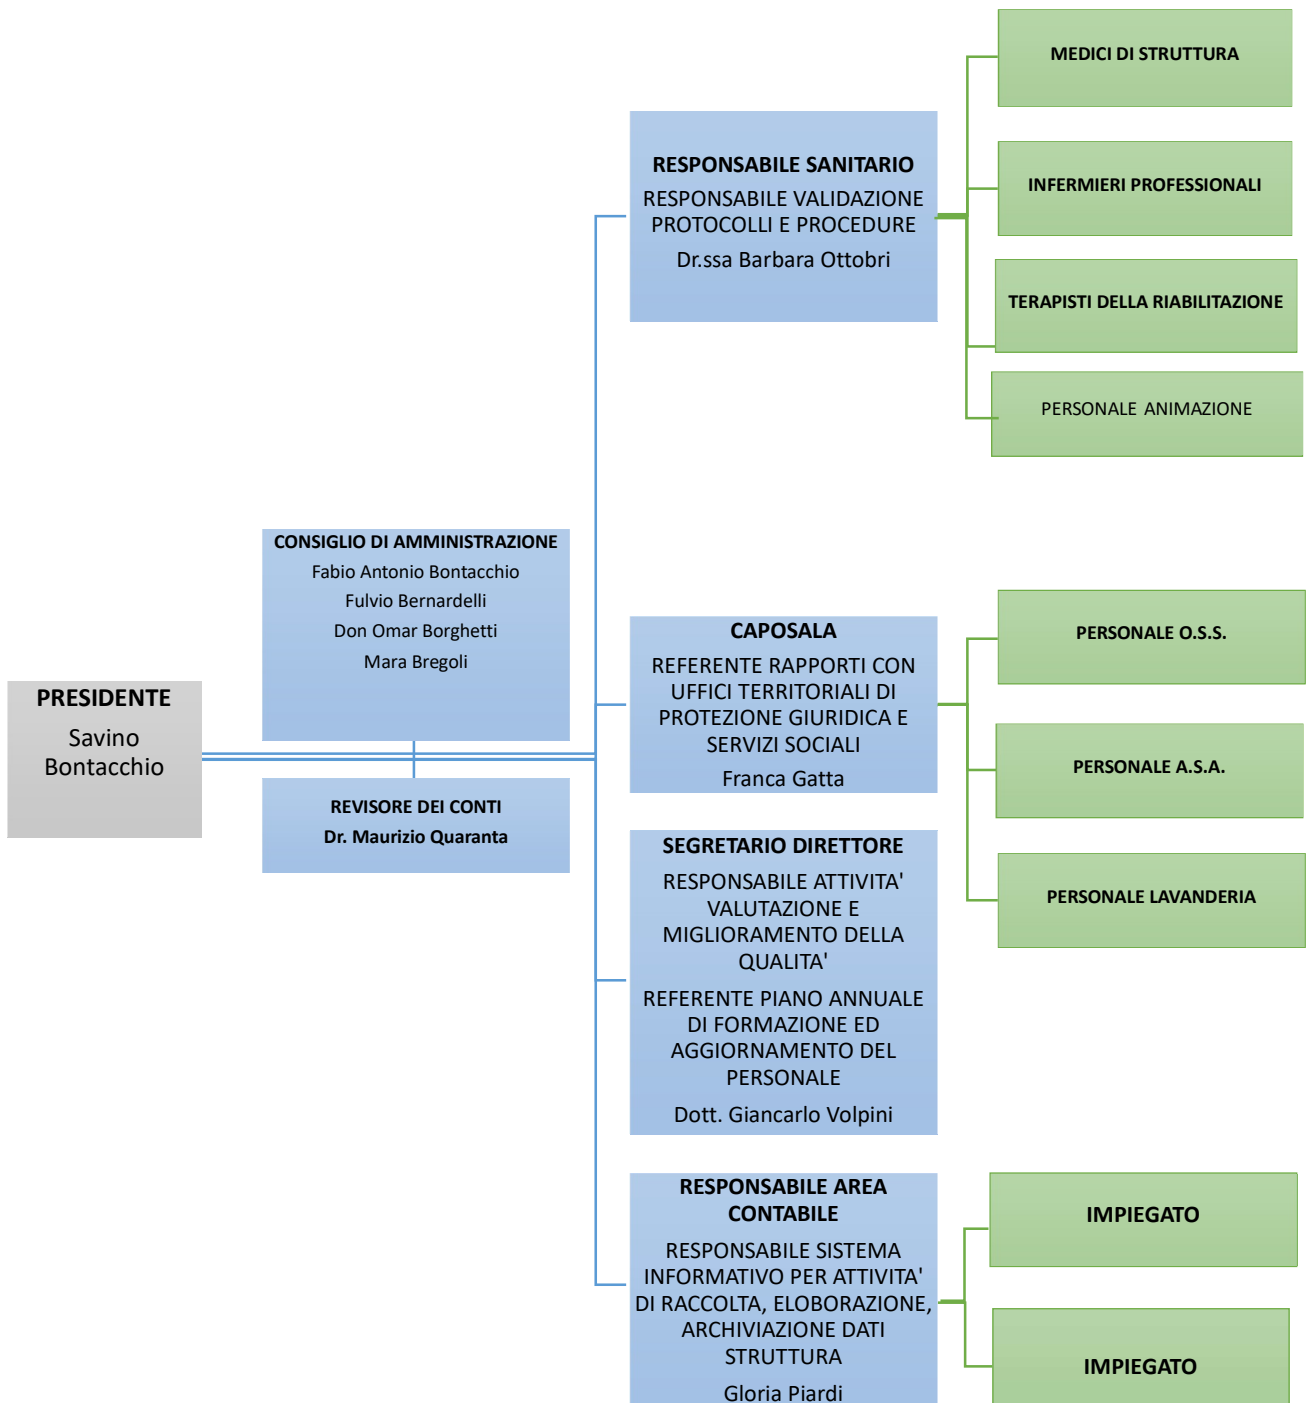 PRESIDENTE
Savino
Bontacchio
CONSIGLIO DI AMMINISTRAZIONE
Fabio Antonio Bontacchio
Fulvio Bernardelli
Don Omar Borghetti
Mara Bregoli
REVISORE DEI CONTI
Dr. Maurizio Quaranta
RESPONSABILE SANITARIO
RESPONSABILE VALIDAZIONE
PROTOCOLLI E PROCEDURE
Dr.ssa Barbara Ottobri
MEDICI DI STRUTTURA
INFERMIERI PROFESSIONALI
TERAPISTI DELLA RIABILITAZIONE
PERSONALE ANIMAZIONE
CAPOSALA
REFERENTE RAPPORTI CON
UFFICI TERRITORIALI DI
PROTEZIONE GIURIDICA E
SERVIZI SOCIALI
Franca Gatta
PERSONALE O.S.S.
PERSONALE A.S.A.
PERSONALE LAVANDERIA
SEGRETARIO DIRETTORE
RESPONSABILE ATTIVITA'
VALUTAZIONE E
MIGLIORAMENTO DELLA
QUALITA'
REFERENTE PIANO ANNUALE
DI FORMAZIONE ED
AGGIORNAMENTO DEL
PERSONALE
Dott. Giancarlo Volpini
RESPONSABILE AREA
CONTABILE
RESPONSABILE SISTEMA
INFORMATIVO PER ATTIVITA'
DI RACCOLTA, ELOBORAZIONE,
ARCHIVIAZIONE DATI
STRUTTURA
Gloria Piardi
IMPIEGATO
IMPIEGATO